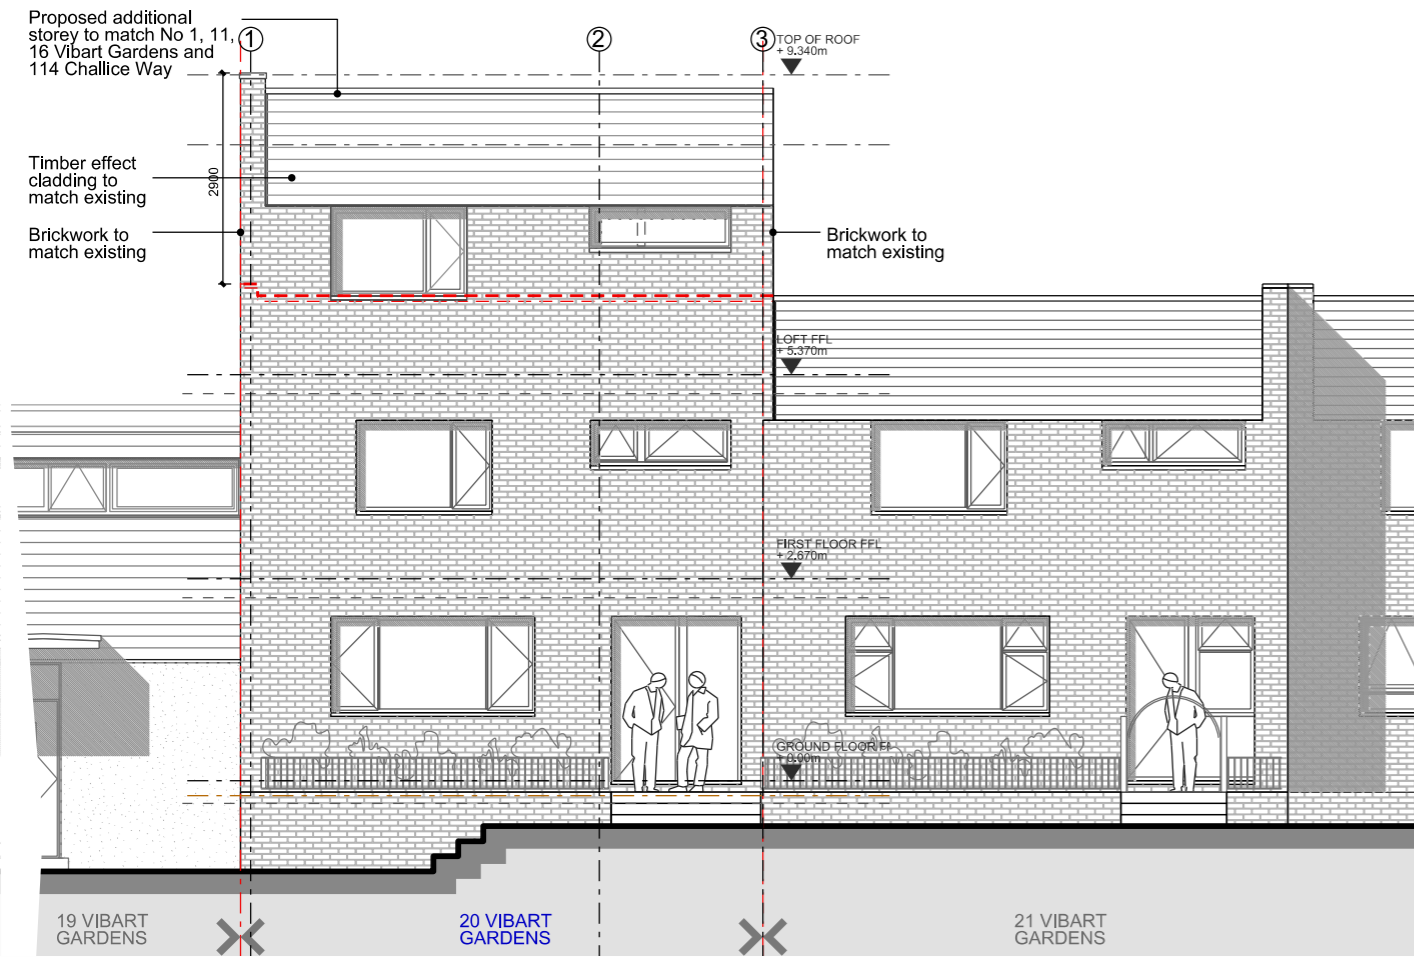 Proposed additional
storey to match No 1, 11,
16 Vibart Gardens and
114 Challice Way
1
2
3
TOP OF ROOF
+ 9.340m
Timber effect
cladding to
match existing
2900
Brickwork to
match existing
Brickwork to
match existing
LOFT FFL
+ 5.370m
FIRST FLOOR FFL
+ 2.670m
GROUND FLOOR FF
+ 0.00m
19 VIBART
GARDENS
20 VIBART
GARDENS
21 VIBART
GARDENS